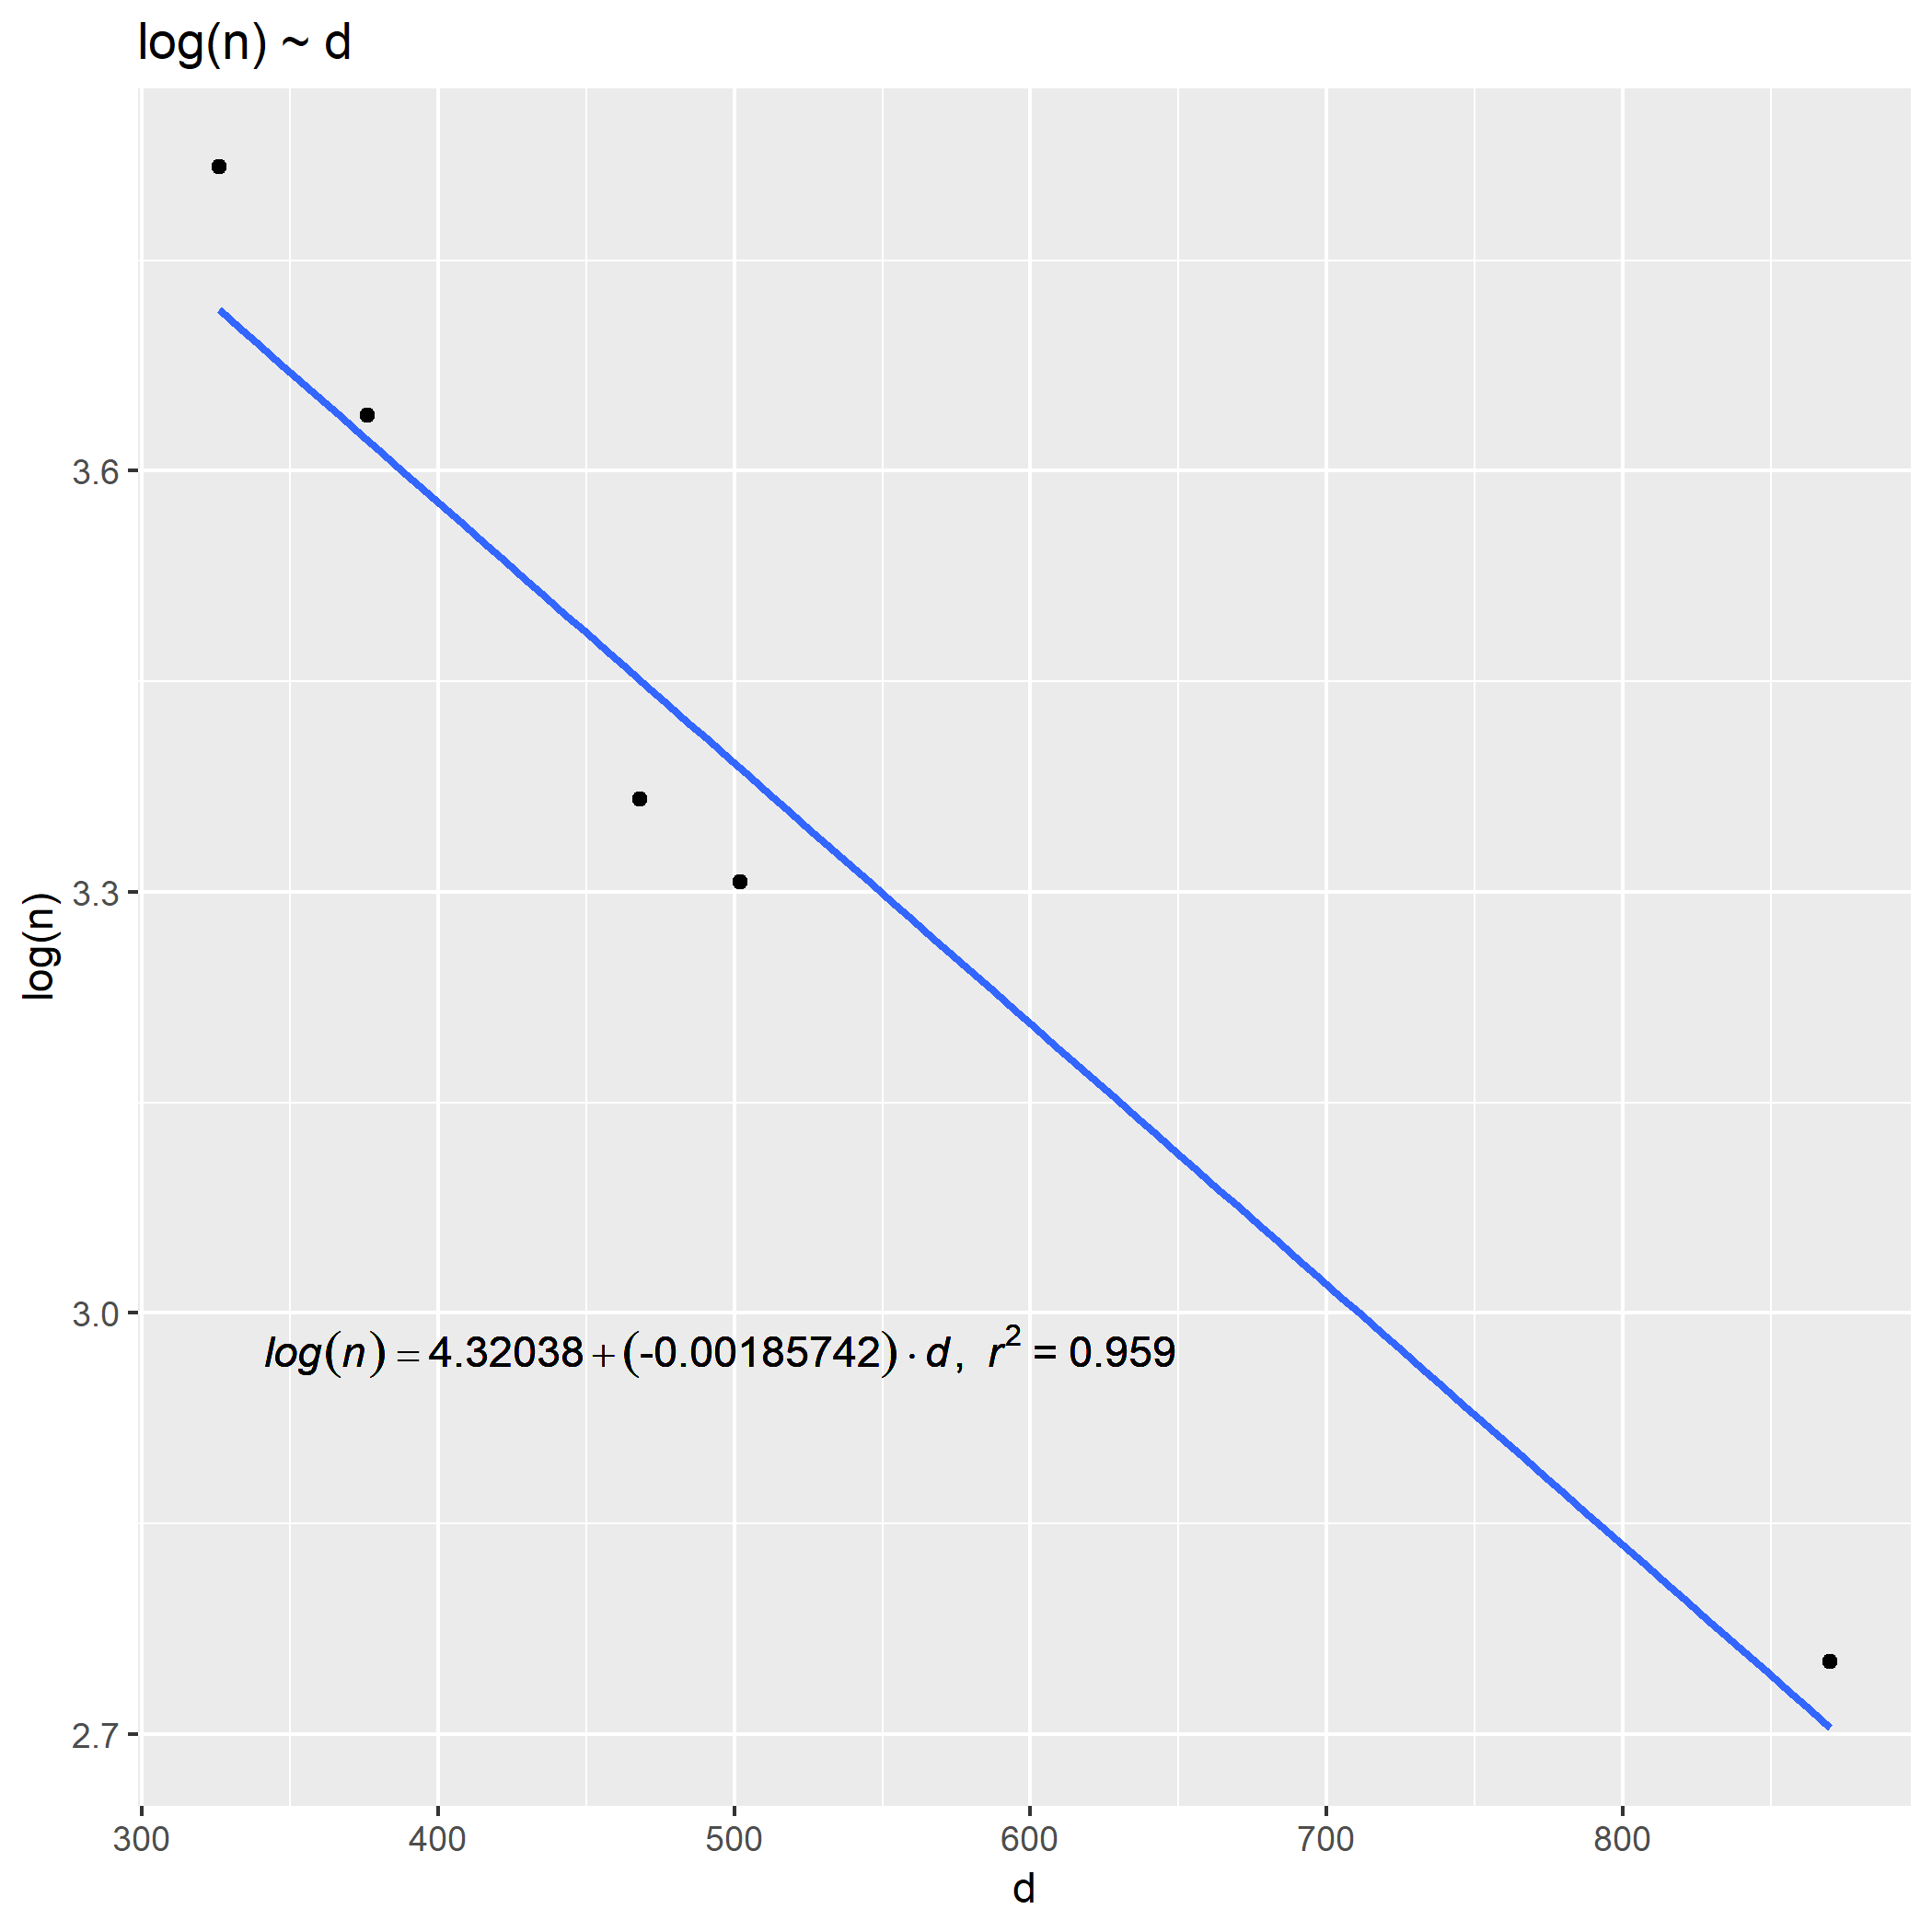 log(n) ~ d
log(n)
3.6
3.3
3.0
2.7
log(n) = 4.32038 + (-0.00185742) · d, r² = 0.959
300 400 500 600 700 800
d